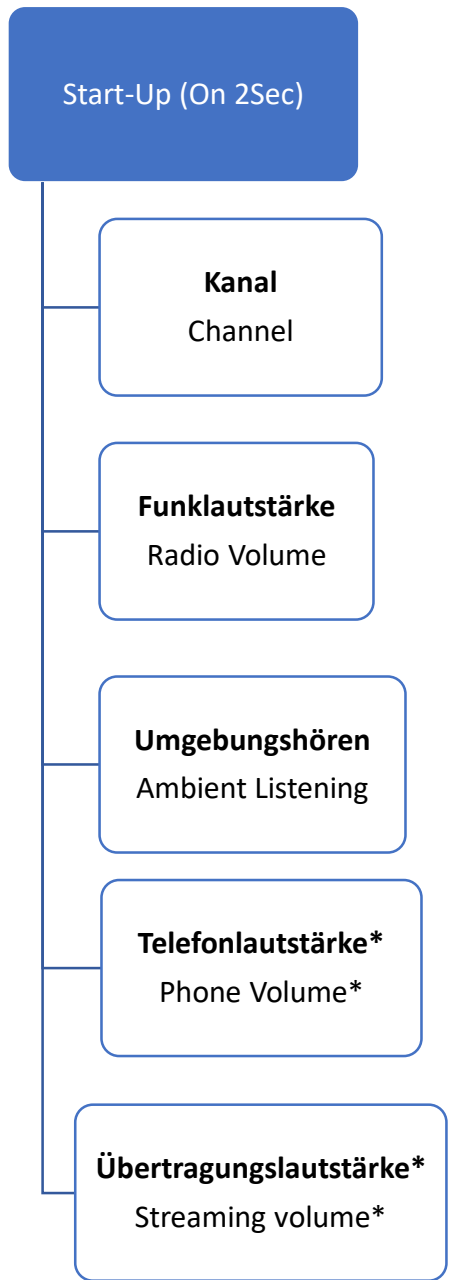 Start-Up (On 2Sec)
Kanal
Channel
Funklautstärke
Radio Volume
Umgebungshören
Ambient Listening
Telefonlautstärke*
Phone Volume*
Übertragungslautstärke*
Streaming volume*